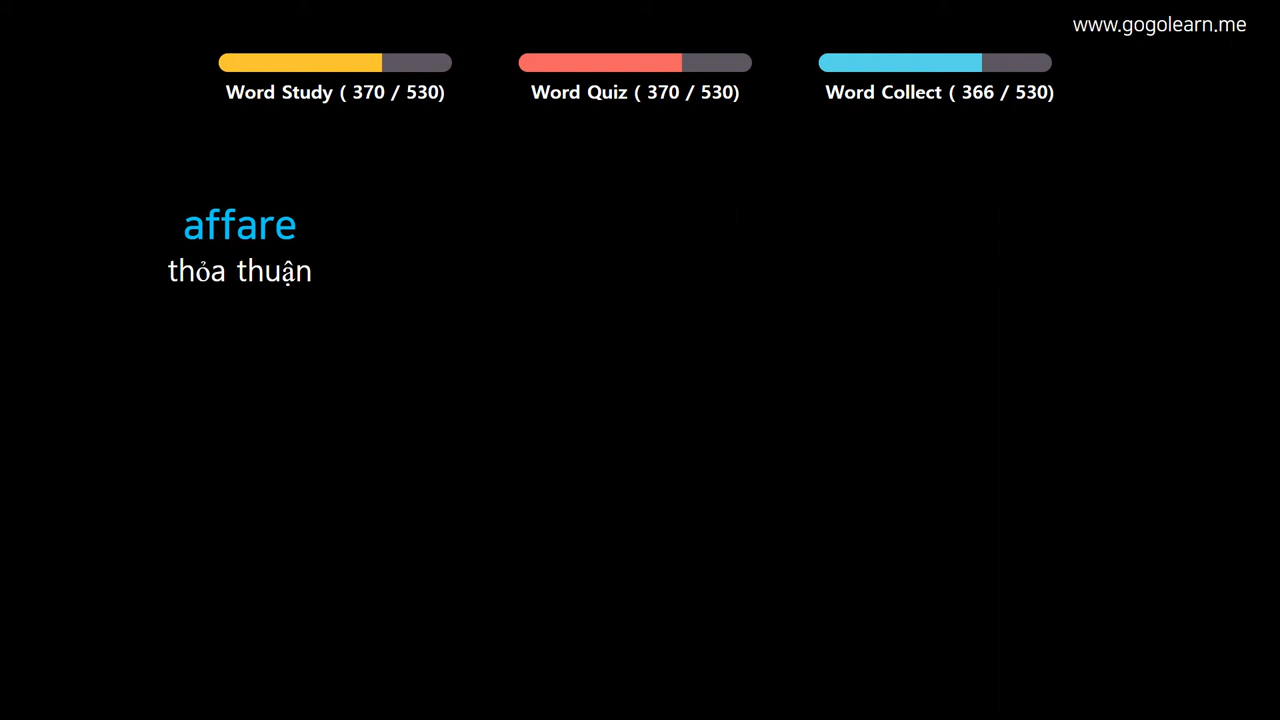 www.gogolearn.me
Word Study ( 370 / 530)
Word Quiz ( 370 / 530)
Word Collect ( 366 / 530)
affare
thỏa thuận